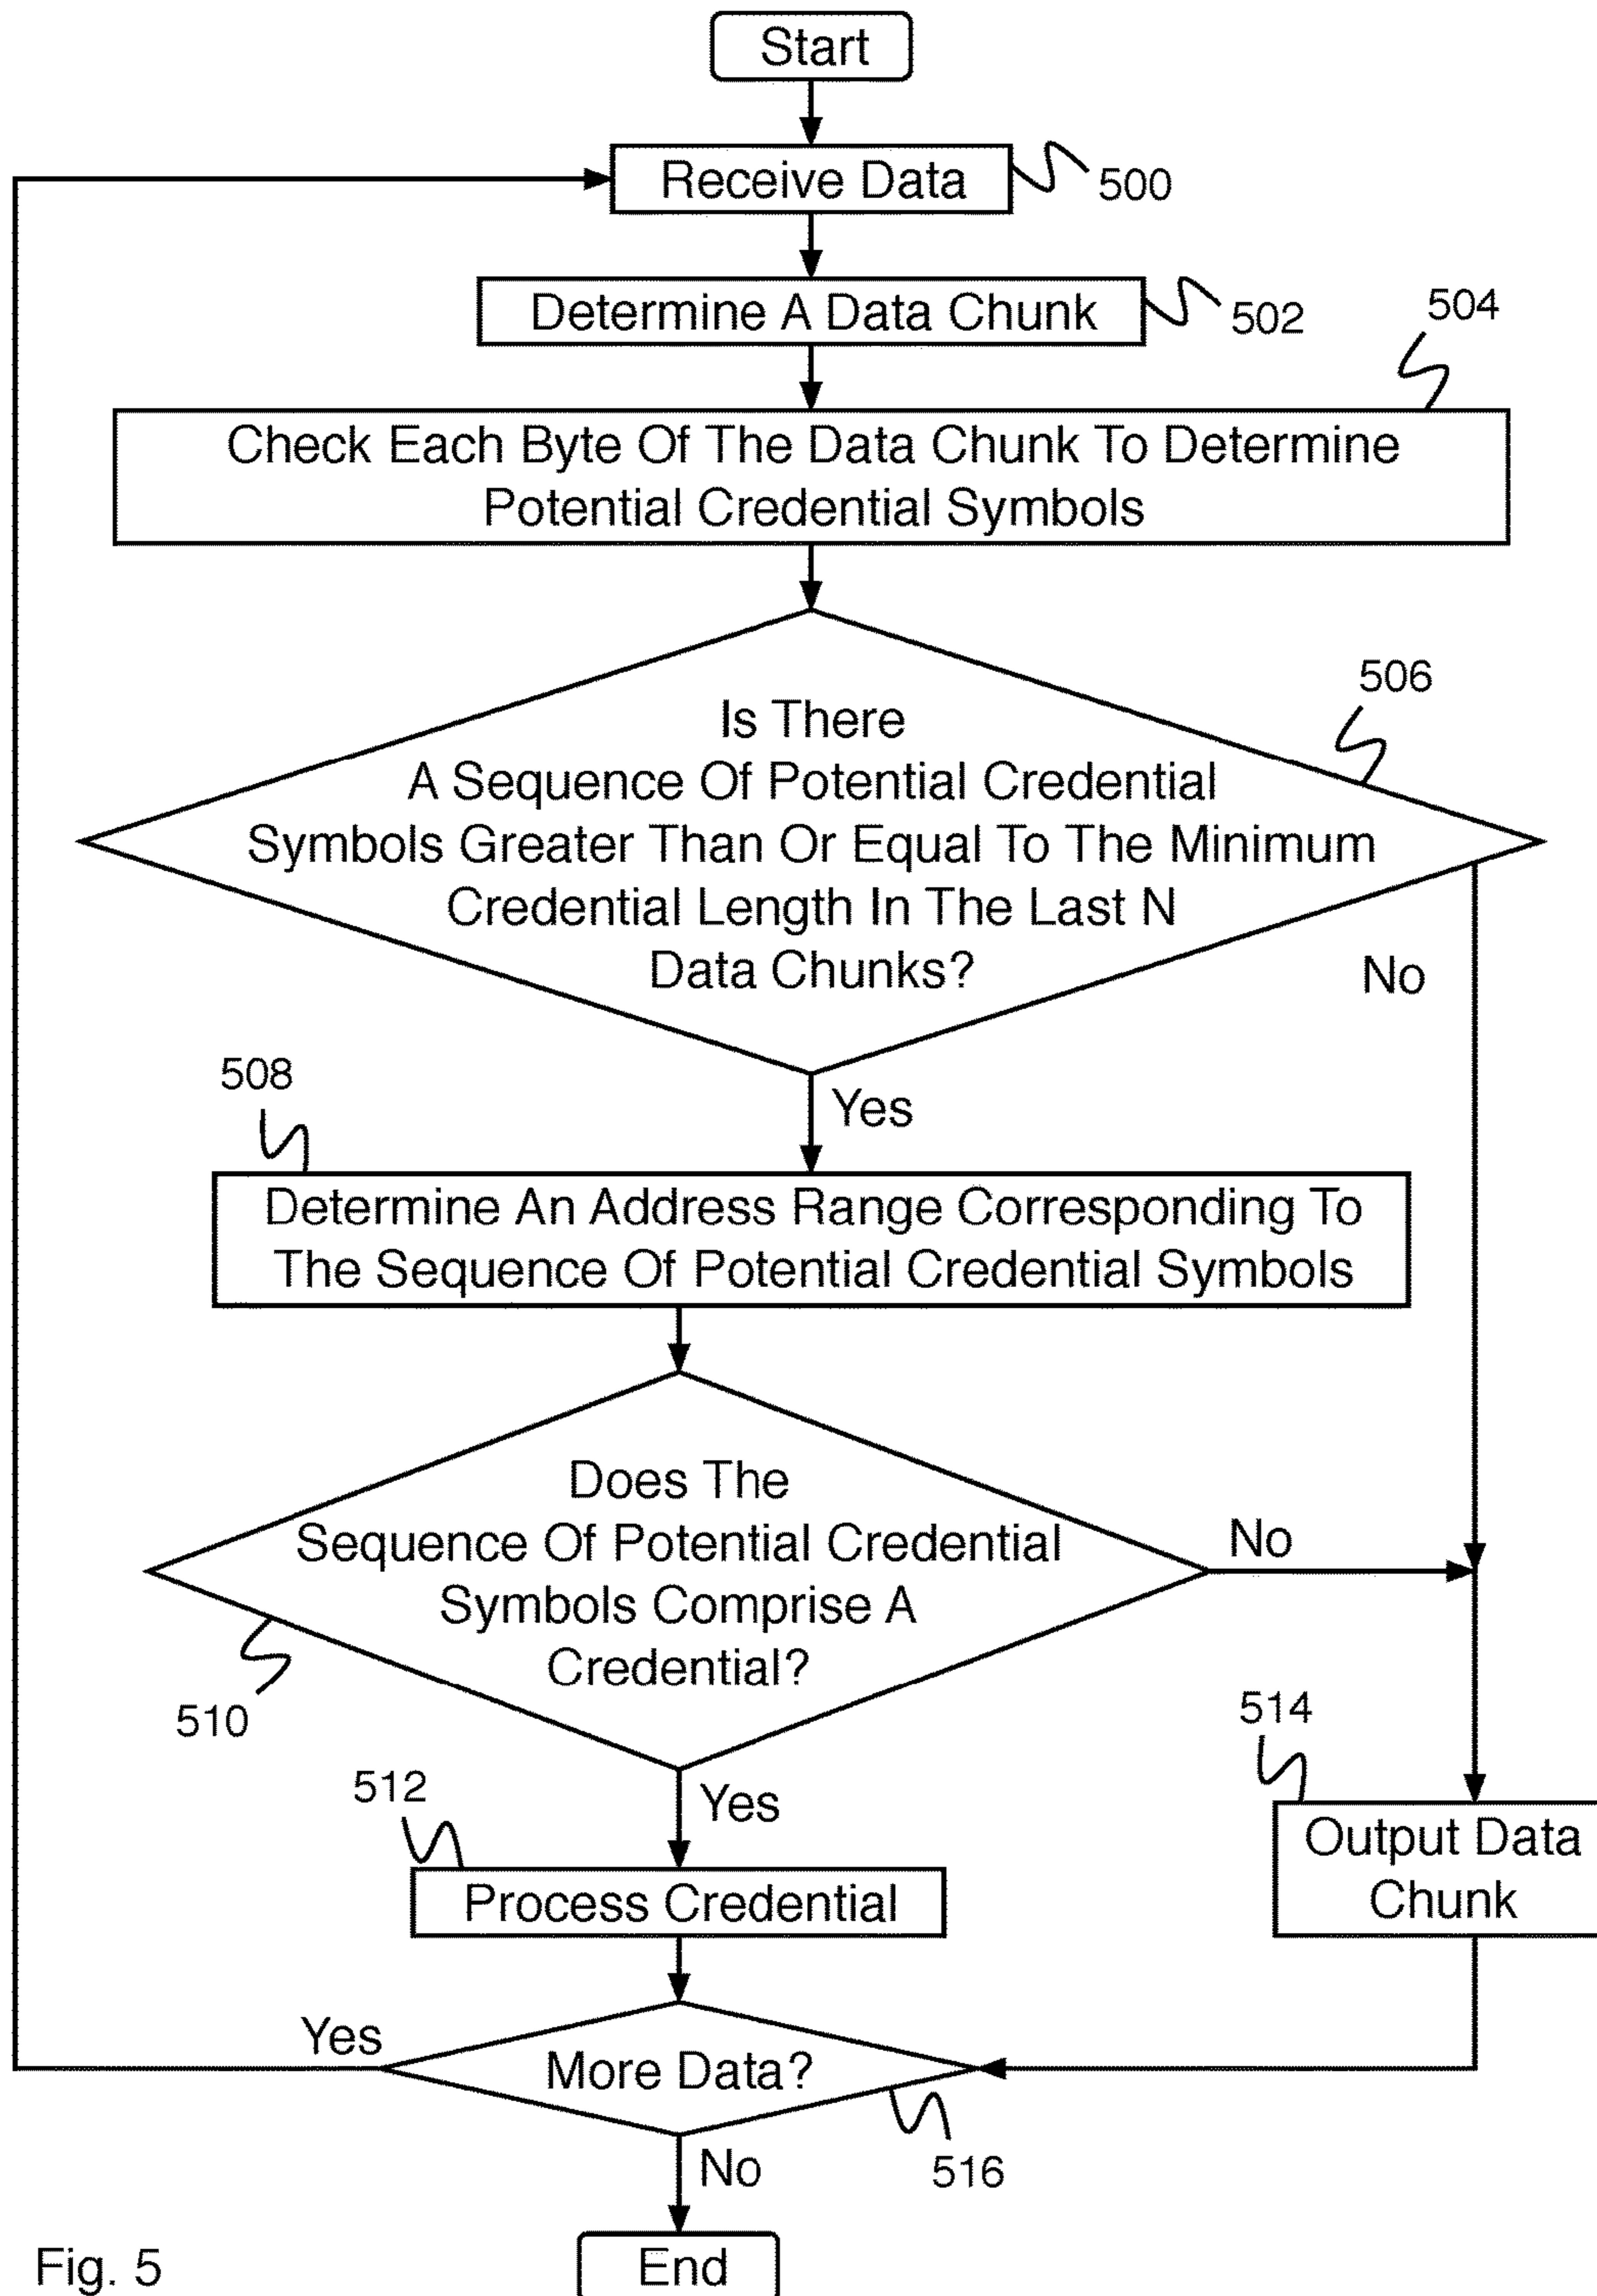 Start
Receive Data
500
Determine A Data Chunk
502
504
Check Each Byte Of The Data Chunk To Determine
Potential Credential Symbols
506
Is There
A Sequence Of Potential Credential
Symbols Greater Than Or Equal To The Minimum
Credential Length In The Last N
Data Chunks?
No
Yes
508
Determine An Address Range Corresponding To
The Sequence Of Potential Credential Symbols
Does The
Sequence Of Potential Credential
Symbols Comprise A
Credential?
No
510
Yes
512
Process Credential
514
Output Data
Chunk
Yes
More Data?
516
No
End
Fig. 5